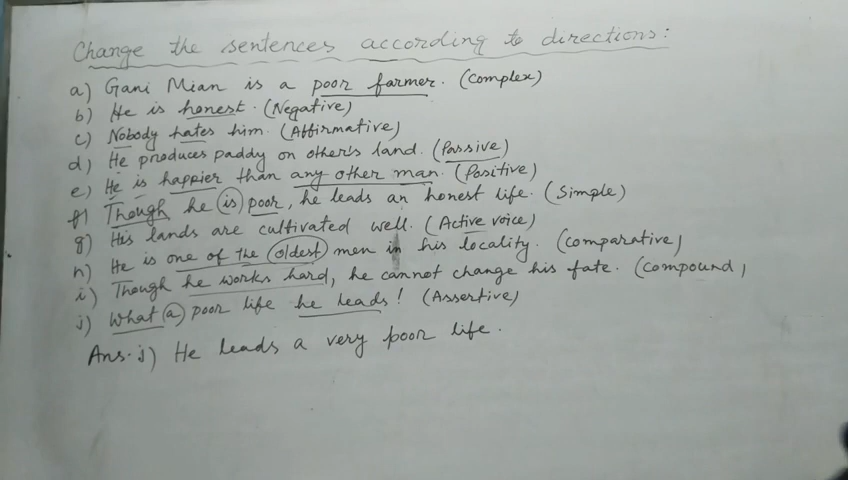 Change the sentences according to directions:
a) Gani Mian is a poor farmer. (Complex)
b) He is honest. (Negative)
c) Nobody hates him. (Affirmative)
d) He produces paddy on other's land. (Passive)
e) He is happier than any other man. (Positive)
f) Though he is poor, he leads an honest life. (Simple)
g) His lands are cultivated well. (Active voice)
h) He is one of the oldest men in his locality. (Comparative)
i) Though he works hard, he cannot change his fate. (Compound)
j) What a poor life he leads! (Assertive)
Ans. j) He leads a very poor life.